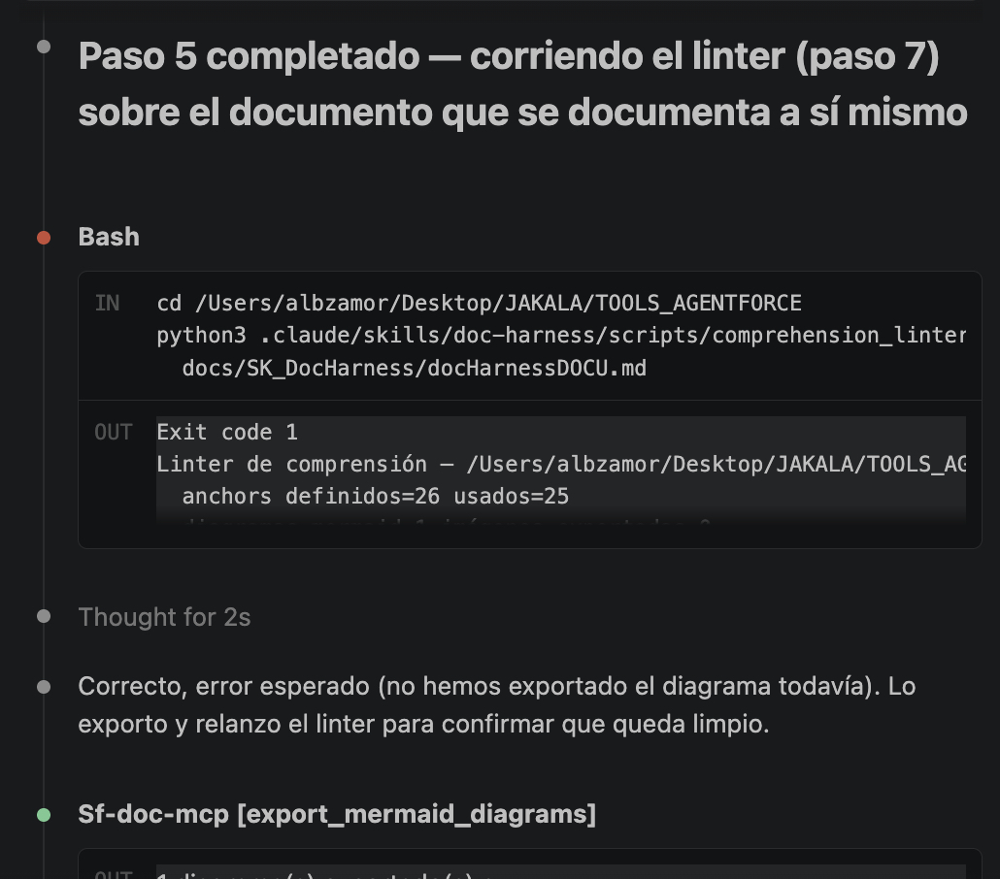 Paso 5 completado — corriendo el linter (paso 7)
sobre el documento que se documenta a sí mismo
Bash
IN
cd /Users/albzamor/Desktop/JAKALA/TOOLS_AGENTFORCE
python3 .claude/skills/doc-harness/scripts/comprehension_linter
docs/SK_DocHarness/docHarnessDOCU.md
OUT
Exit code 1
Linter de comprensión — /Users/albzamor/Desktop/JAKALA/TOOLS_AG
anchors definidos=26 usados=25
Thought for 2s
Correcto, error esperado (no hemos exportado el diagrama todavía). Lo
exporto y relanzo el linter para confirmar que queda limpio.
Sf-doc-mcp [export_mermaid_diagrams]
OUT